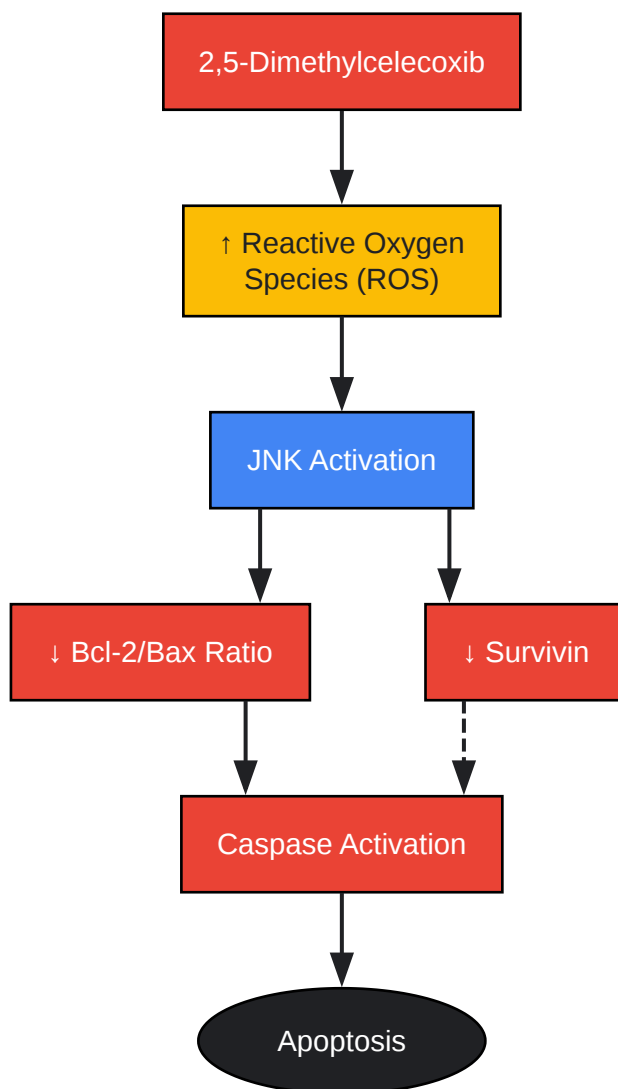 2,5-Dimethylcelecoxib
↑ Reactive Oxygen
Species (ROS)
JNK Activation
↓ Bcl-2/Bax Ratio
↓ Survivin
Caspase Activation
Apoptosis